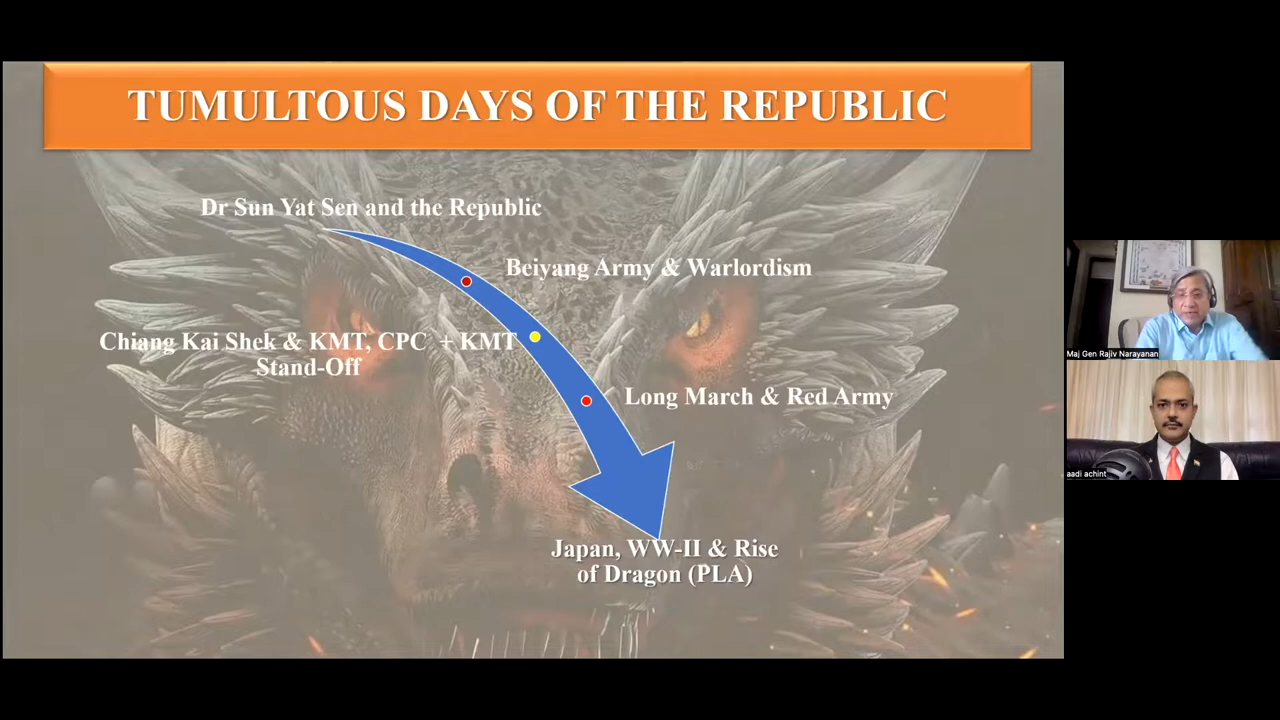 TUMULTOUS DAYS OF THE REPUBLIC
Dr Sun Yat Sen and the Republic
Beiyang Army & Warlordism
Chiang Kai Shek & KMT, CPC + KMT
Stand-Off
Long March & Red Army
Japan, WW-II & Rise
of Dragon (PLA)
Maj Gen Rajiv Narayanan
aadi achint